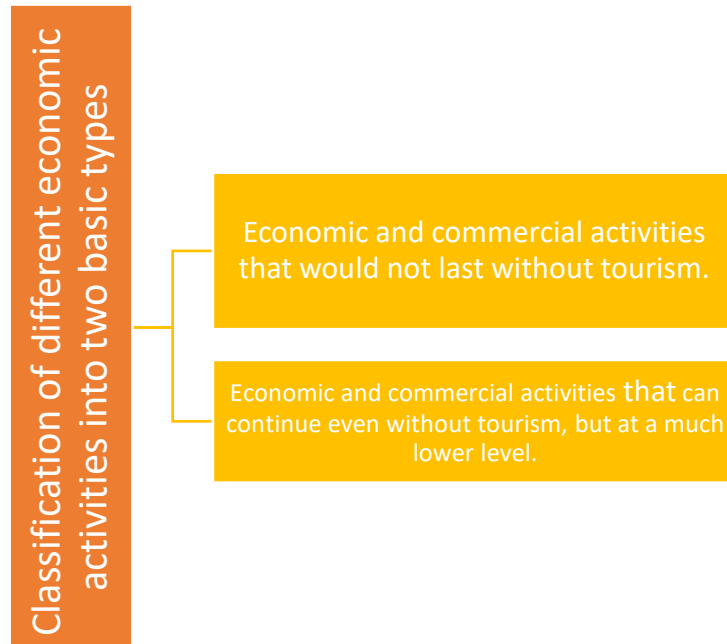 Classification of different economic
activities into two basic types
Economic and commercial activities
that would not last without tourism.
Economic and commercial activities that can
continue even without tourism, but at a much
lower level.